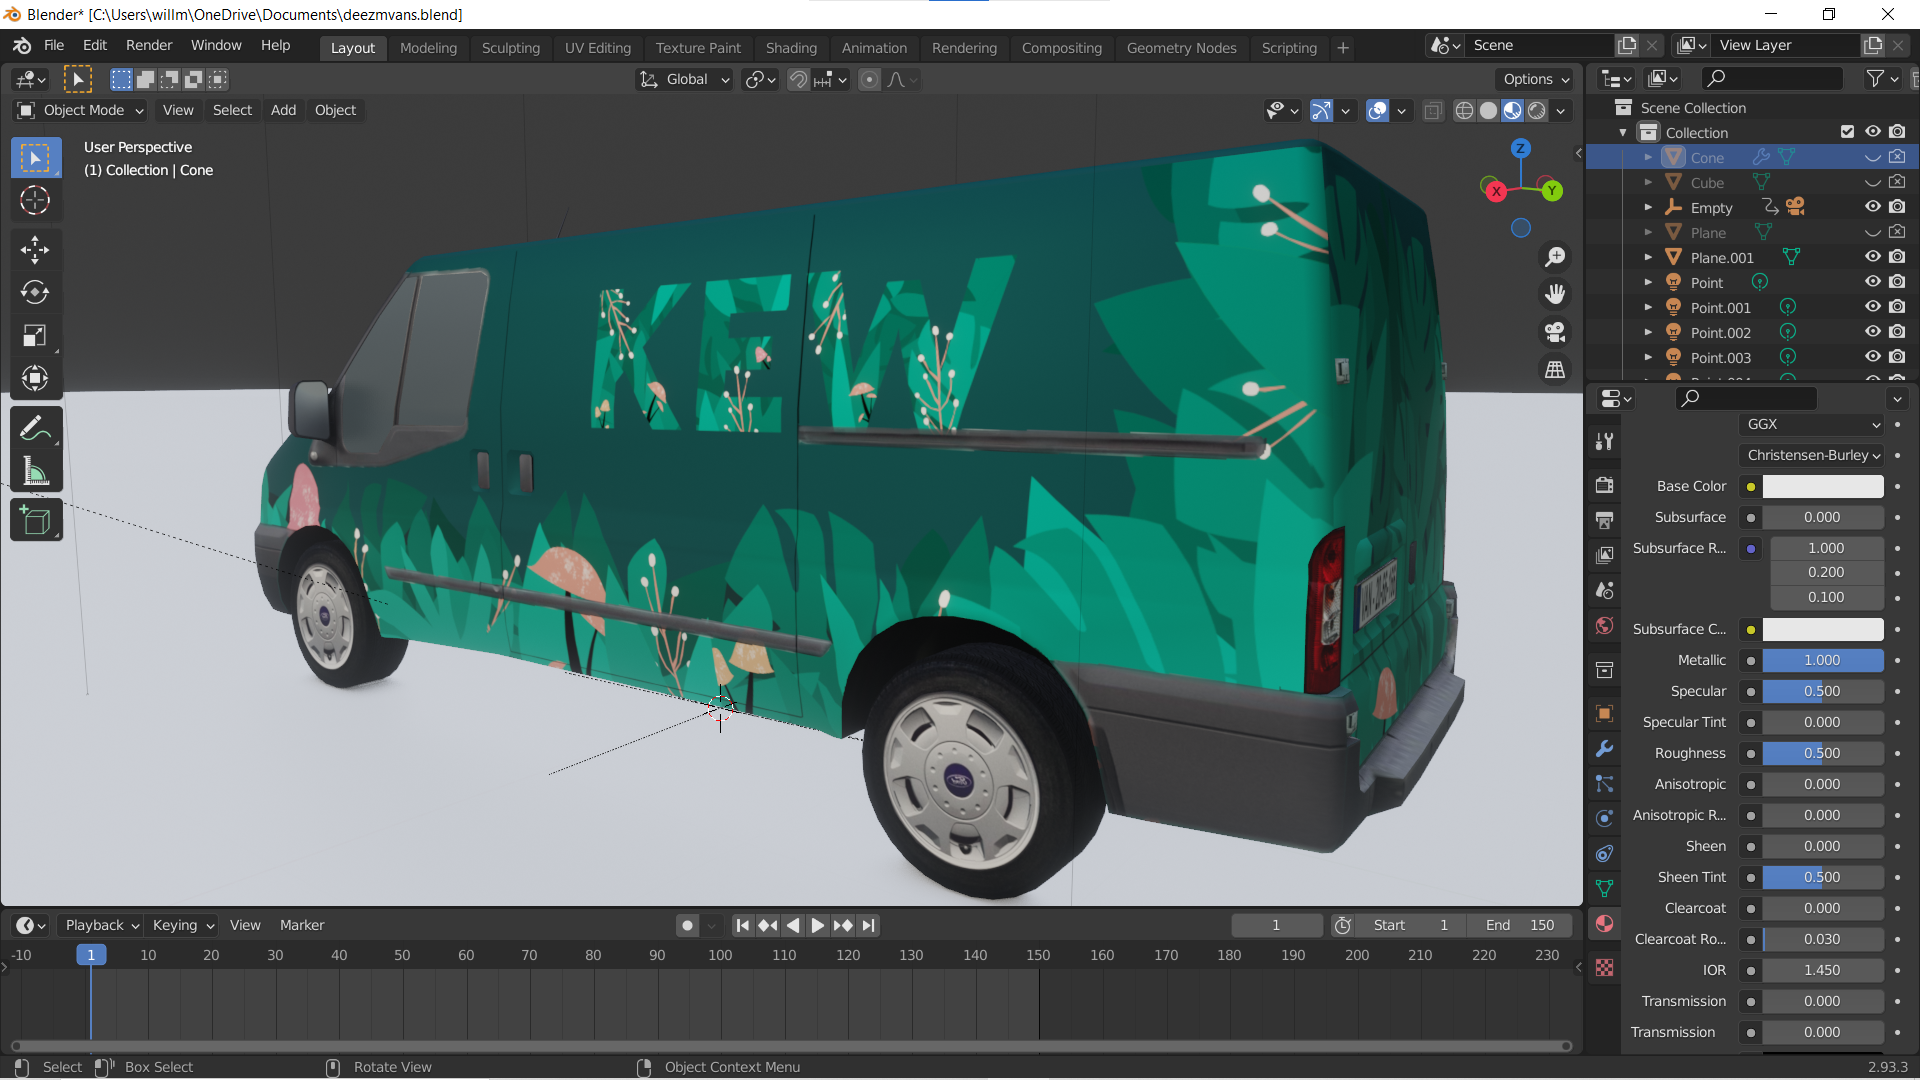 Blender* [C:\Users\willm\OneDrive\Documents\deezmvans.blend]
File Edit Render Window Help
Layout Modeling Sculpting UV Editing Texture Paint Shading Animation Rendering Compositing Geometry Nodes Scripting +
Scene
View Layer
Global
Options
Object Mode View Select Add Object
User Perspective
(1) Collection | Cone
Z
X
Y
KEW
Scene Collection
Collection
Cone
Cube
Empty
Plane
Plane.001
Point
Point.001
Point.002
Point.003
GGX
Christensen-Burley
Base Color
Subsurface 0.000
Subsurface R... 1.000
0.200
0.100
Subsurface C...
Metallic 1.000
Specular 0.500
Specular Tint 0.000
Roughness 0.500
Anisotropic 0.000
Anisotropic R... 0.000
Sheen 0.000
Sheen Tint 0.500
Clearcoat 0.000
Clearcoat Ro... 0.030
IOR 1.450
Transmission 0.000
Transmission 0.000
Playback Keying View Marker
1
Start 1 End 150
-10 1 10 20 30 40 50 60 70 80 90 100 110 120 130 140 150 160 170 180 190 200 210 220 230
Select Box Select Rotate View Object Context Menu
2.93.3